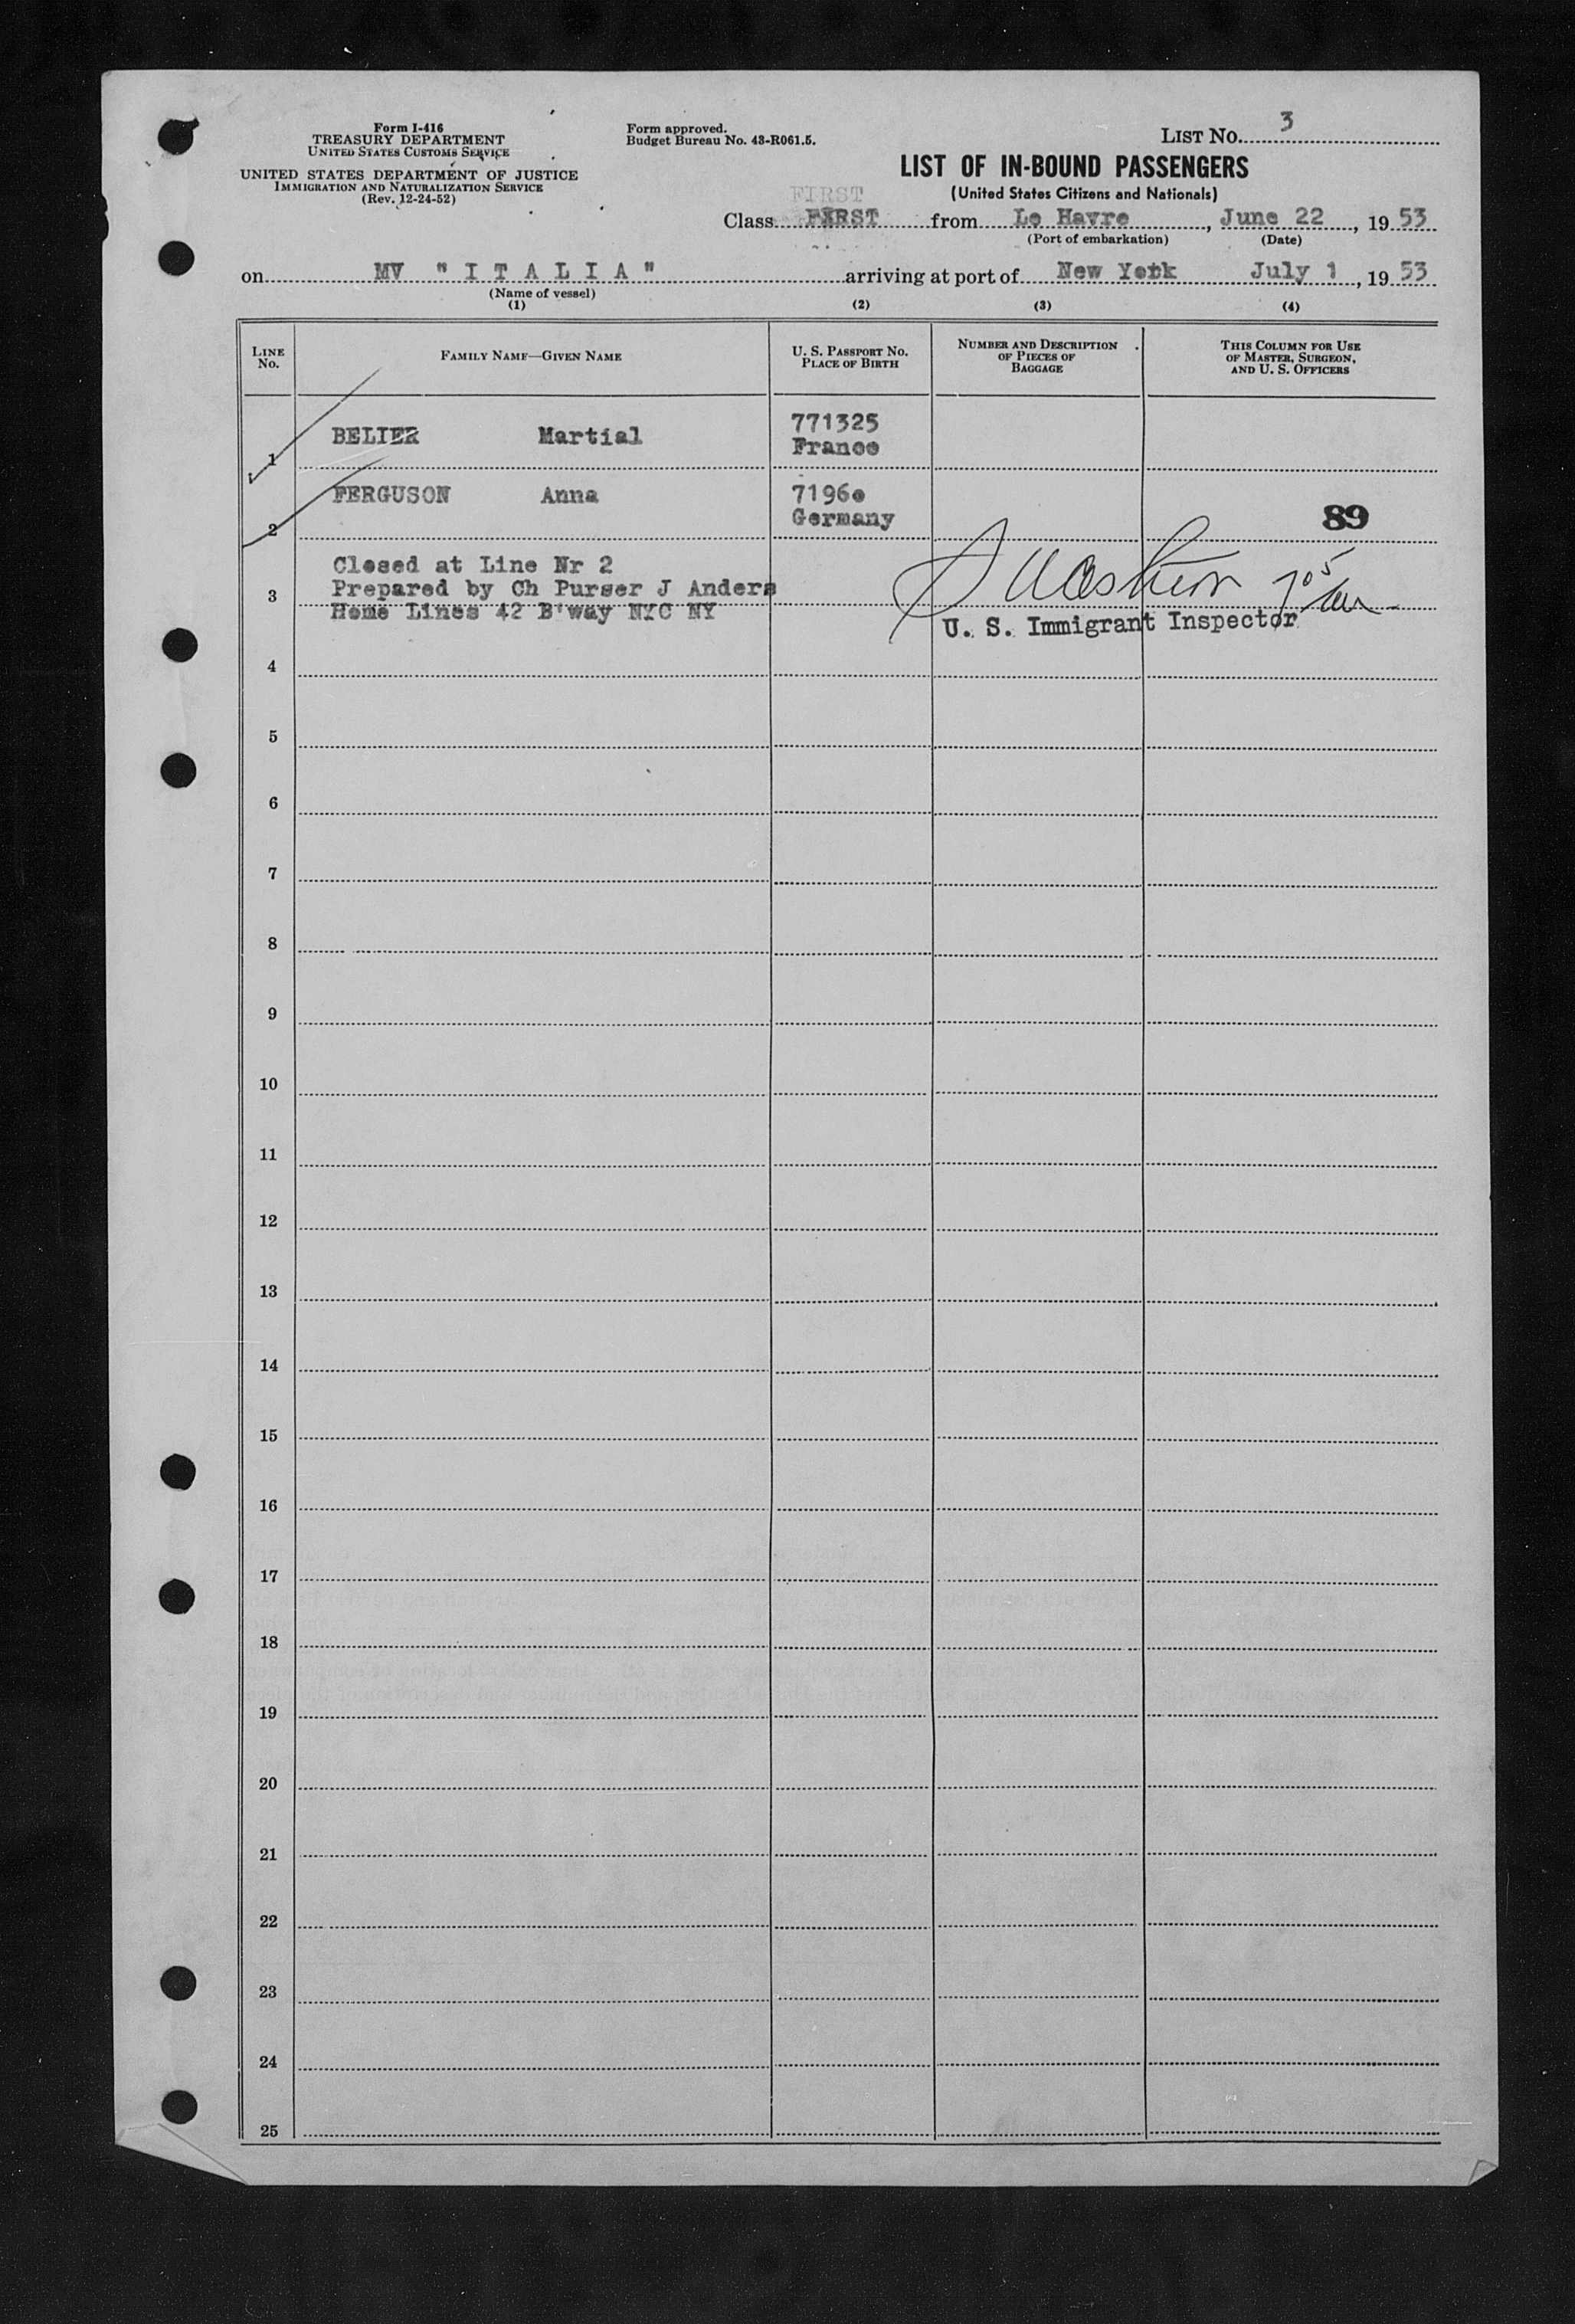 Form I-416
TREASURY DEPARTMENT
UNITED STATES CUSTOMS SERVICE
UNITED STATES DEPARTMENT OF JUSTICE
IMMIGRATION AND NATURALIZATION SERVICE
(Rev. 12-24-52)
Form approved.
Budget Bureau No. 43-R061.5.
LIST No. 3
LIST OF IN-BOUND PASSENGERS
(United States Citizens and Nationals)
FIRST
Class FIRST from Le Havre, June 22, 19 53
(Port of embarkation) (Date)
on MV "I T A L I A" arriving at port of New York July 1, 19 53
(Name of vessel)
(1) (2) (3) (4)
LINE No. FAMILY NAME—GIVEN NAME U. S. PASSPORT NO. PLACE OF BIRTH NUMBER AND DESCRIPTION OF PIECES OF BAGGAGE THIS COLUMN FOR USE OF MASTER, SURGEON, AND U. S. OFFICERS
1 BELIER Martial 771325
France
2 FERGUSON Anna 7196e
Germany
89
Closed at Line Nr 2
3 Prepared by Ch Purser J Anders
Home Lines 42 B'way NYC NY
U. S. Immigrant Inspector
4
5
6
7
8
9
10
11
12
13
14
15
16
17
18
19
20
21
22
23
24
25